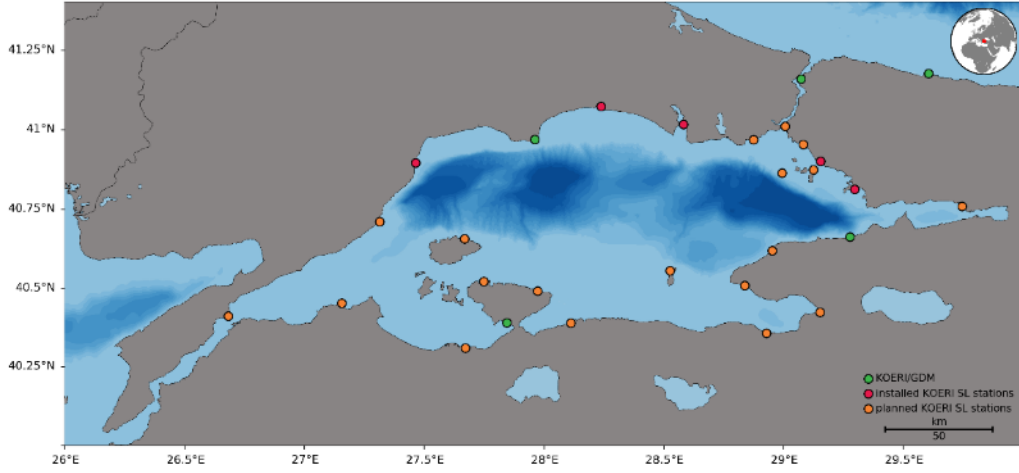 41.25°N
41°N
40.75°N
40.5°N
40.25°N
KOERI/GDM
installed KOERI SL stations
planned KOERI SL stations
km
50
26°E
26.5°E
27°E
27.5°E
28°E
28.5°E
29°E
29.5°E